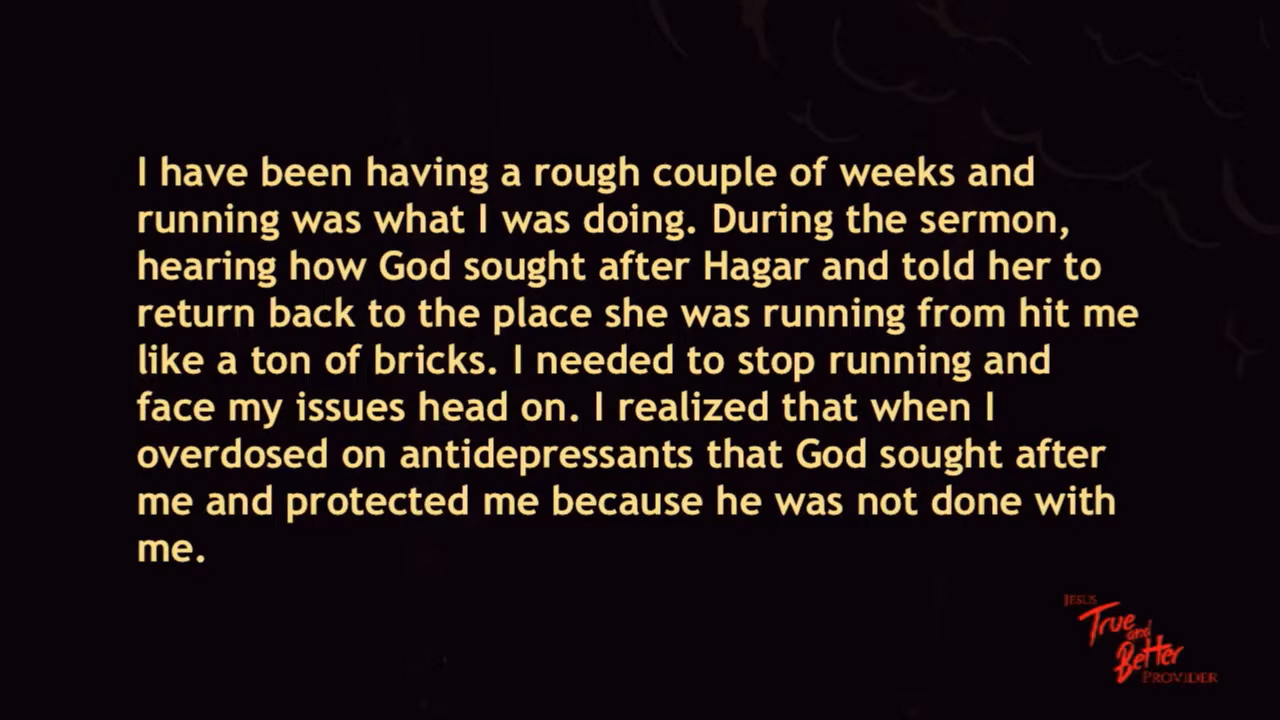 I have been having a rough couple of weeks and
running was what I was doing. During the sermon,
hearing how God sought after Hagar and told her to
return back to the place she was running from hit me
like a ton of bricks. I needed to stop running and
face my issues head on. I realized that when I
overdosed on antidepressants that God sought after
me and protected me because he was not done with
me.
JESUS
True and
Better
PROVIDER